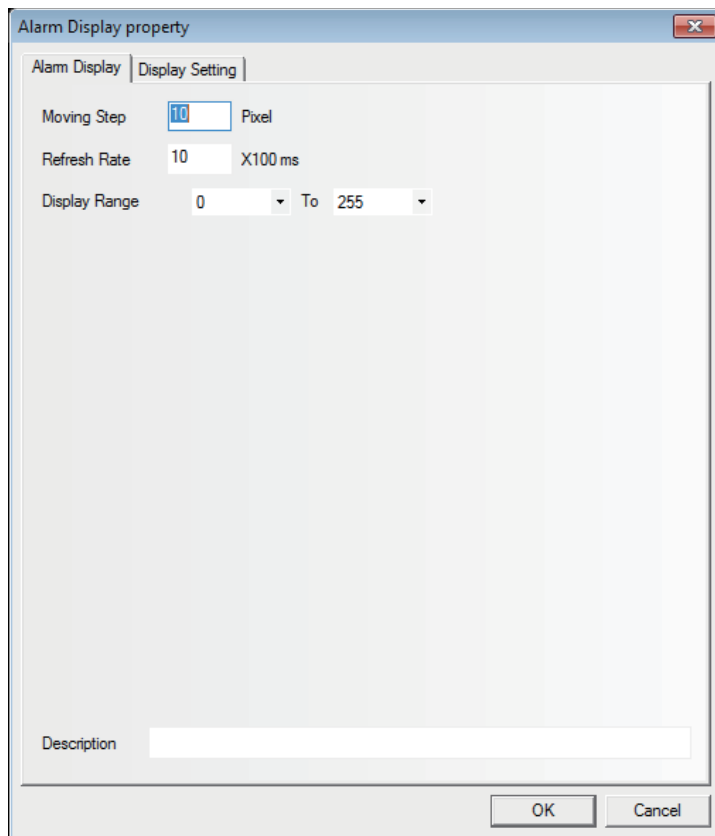 Alarm Display property
Alarm Display Display Setting
Moving Step 10 Pixel
Refresh Rate 10 X100 ms
Display Range 0 To 255
Description
OK Cancel